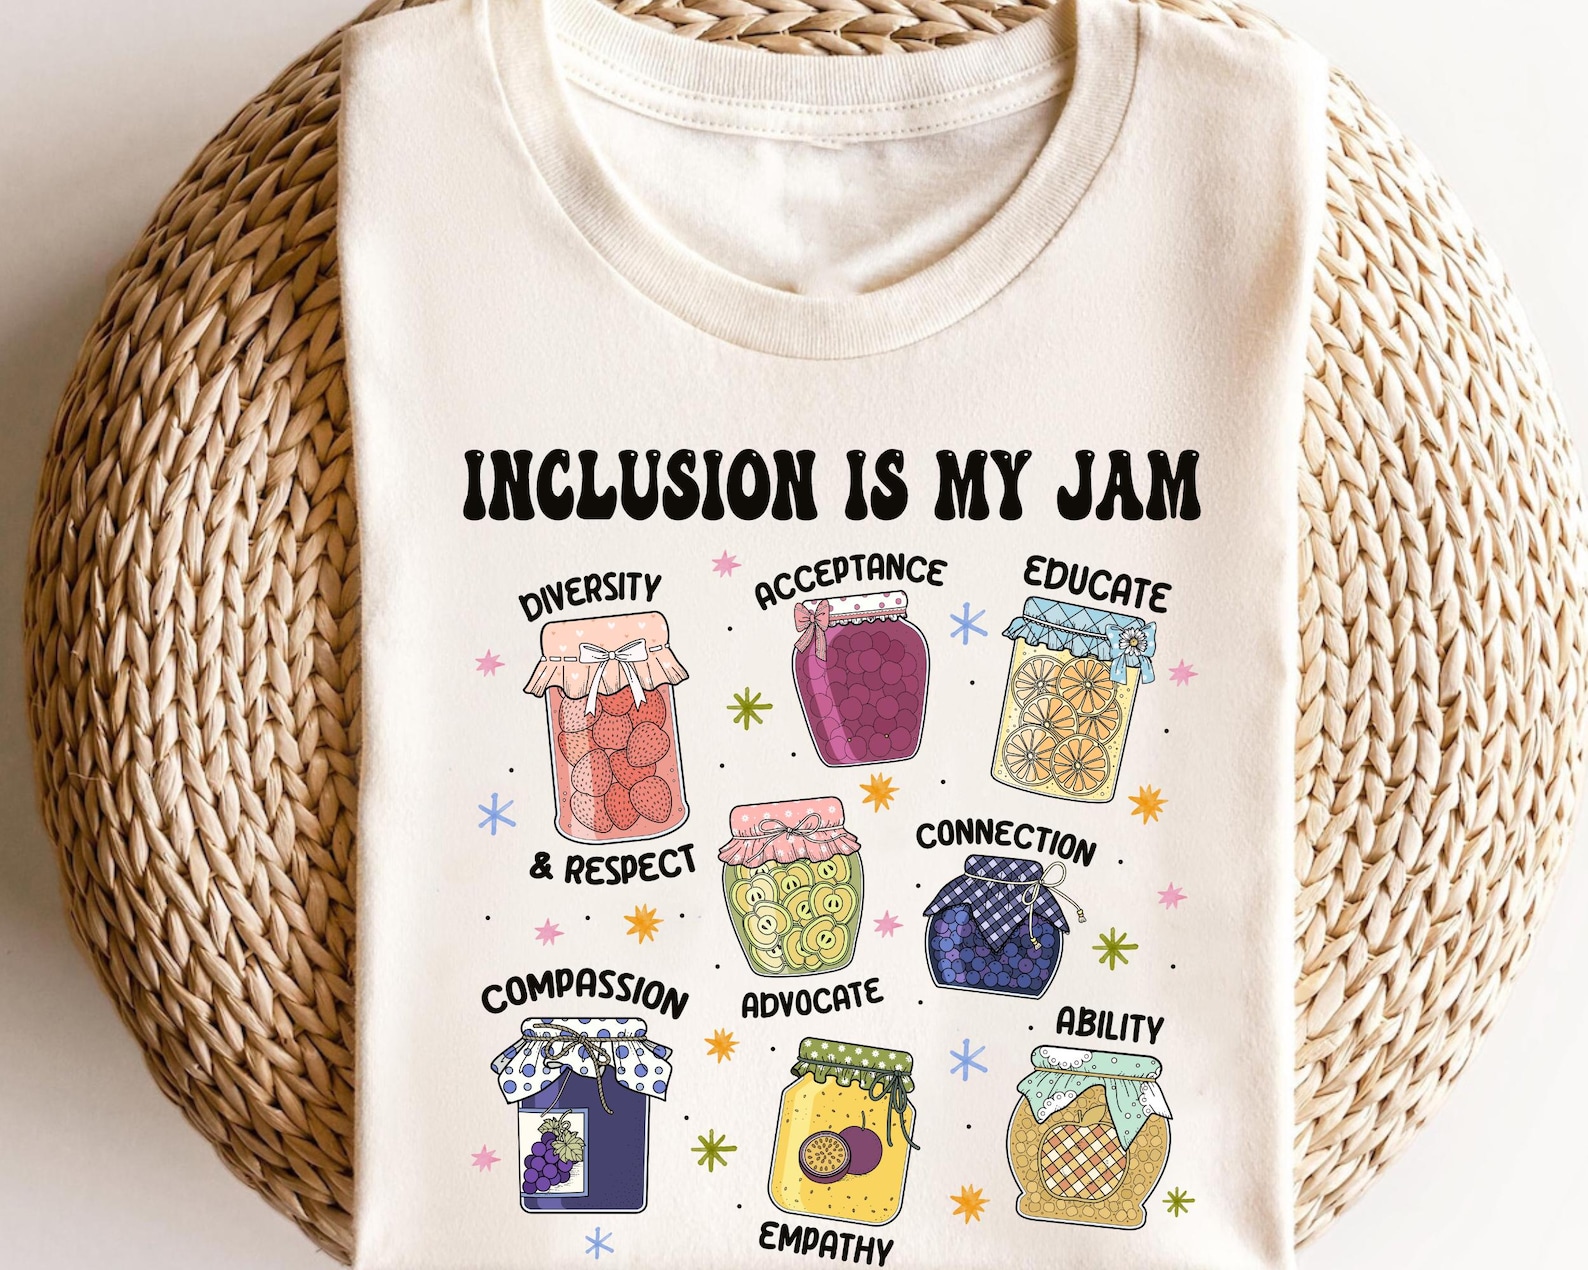 INCLUSION IS MY JAM
DIVERSITY
& RESPECT
ACCEPTANCE
EDUCATE
ADVOCATE
CONNECTION
COMPASSION
EMPATHY
ABILITY